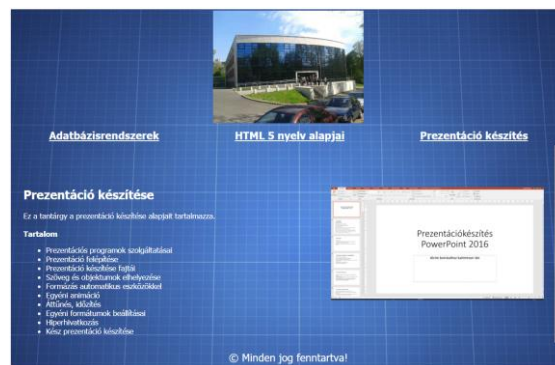 Adatbázisrendszerek
HTML 5 nyelv alapjai
Prezentáció készítés
Prezentáció készítése
Ez a tantárgy a prezentáció készítése alapjait tartalmazza.
Tartalom
Prezentációs programok szolgáltatásai
Prezentáció felépítése
Prezentáció készítése fajtái
Szöveg és objektumok elhelyezése
Formázás automatikus eszközökkel
Egyéni animáció
Áttűnés, időzítés
Egyéni formátumok beállításai
Hiperhivatkozás
Kész prezentáció készítése
Prezentációkészítés
PowerPoint 2016
© Minden jog fenntartva!